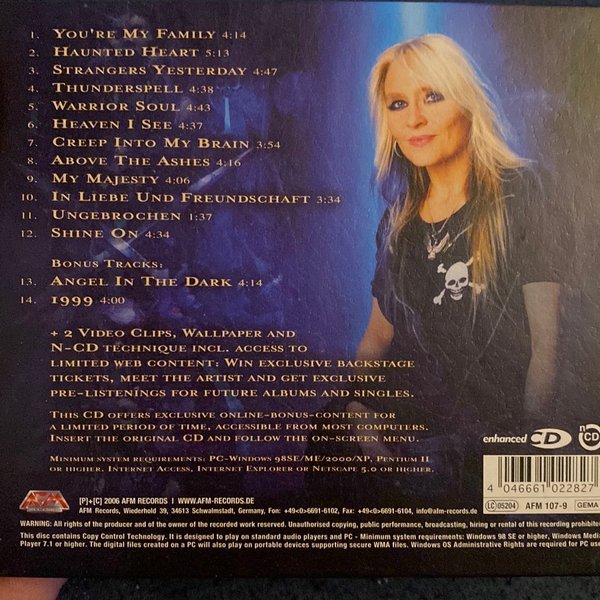 1. You're My Family 4:14
2. Haunted Heart 5:13
3. Strangers Yesterday 4:47
4. Thunderspell 4:38
5. Warrior Soul 4:43
6. Heaven I See 4:37
7. Creep Into My Brain 3:54
8. Above The Ashes 4:16
9. My Majesty 4:06
10. In Liebe Und Freundschaft 3:34
11. Ungebrochen 1:37
12. Shine On 4:34
Bonus Tracks:
13. Angel In The Dark 4:14
14. 1999 4:00
+ 2 Video Clips, Wallpaper and
N-CD technique incl. access to
limited web content: Win exclusive backstage
tickets, meet the artist and get exclusive
pre-listenings for future albums and singles.
This CD offers exclusive online-bonus-content for
a limited period of time, accessible from most computers.
Insert the original CD and follow the on-screen menu.
Minimum system requirements: PC-Windows 98SE/ME/2000/XP, Pentium II
or higher. Internet Access, Internet Explorer or Netscape 5.0 or higher.
enhanced CD
n CD
4 046661 022827
LC 05204 AFM 107-9 GEMA
AFM
[P]+[C] 2006 AFM RECORDS I WWW.AFM-RECORDS.DE
AFM Records, Wiederhold 39, 34613 Schwalmstadt, Germany, Fon: +49<0>6691-6102, Fax: +49<0>6691-6104, info@afm-records.de
WARNING: All rights of the producer and of the owner of the recorded work reserved. Unauthorised copying, public performance, broadcasting, hiring or rental of this recording prohibited
This disc contains Copy Control Technology. It is designed to play on standard audio players and PC - Minimum system requirements: Windows 98 SE or higher, Windows Media
Player 7.1 or higher. The digital files created on a PC will also play on portable devices supporting secure WMA files. Windows OS Administrative Rights are required for PC